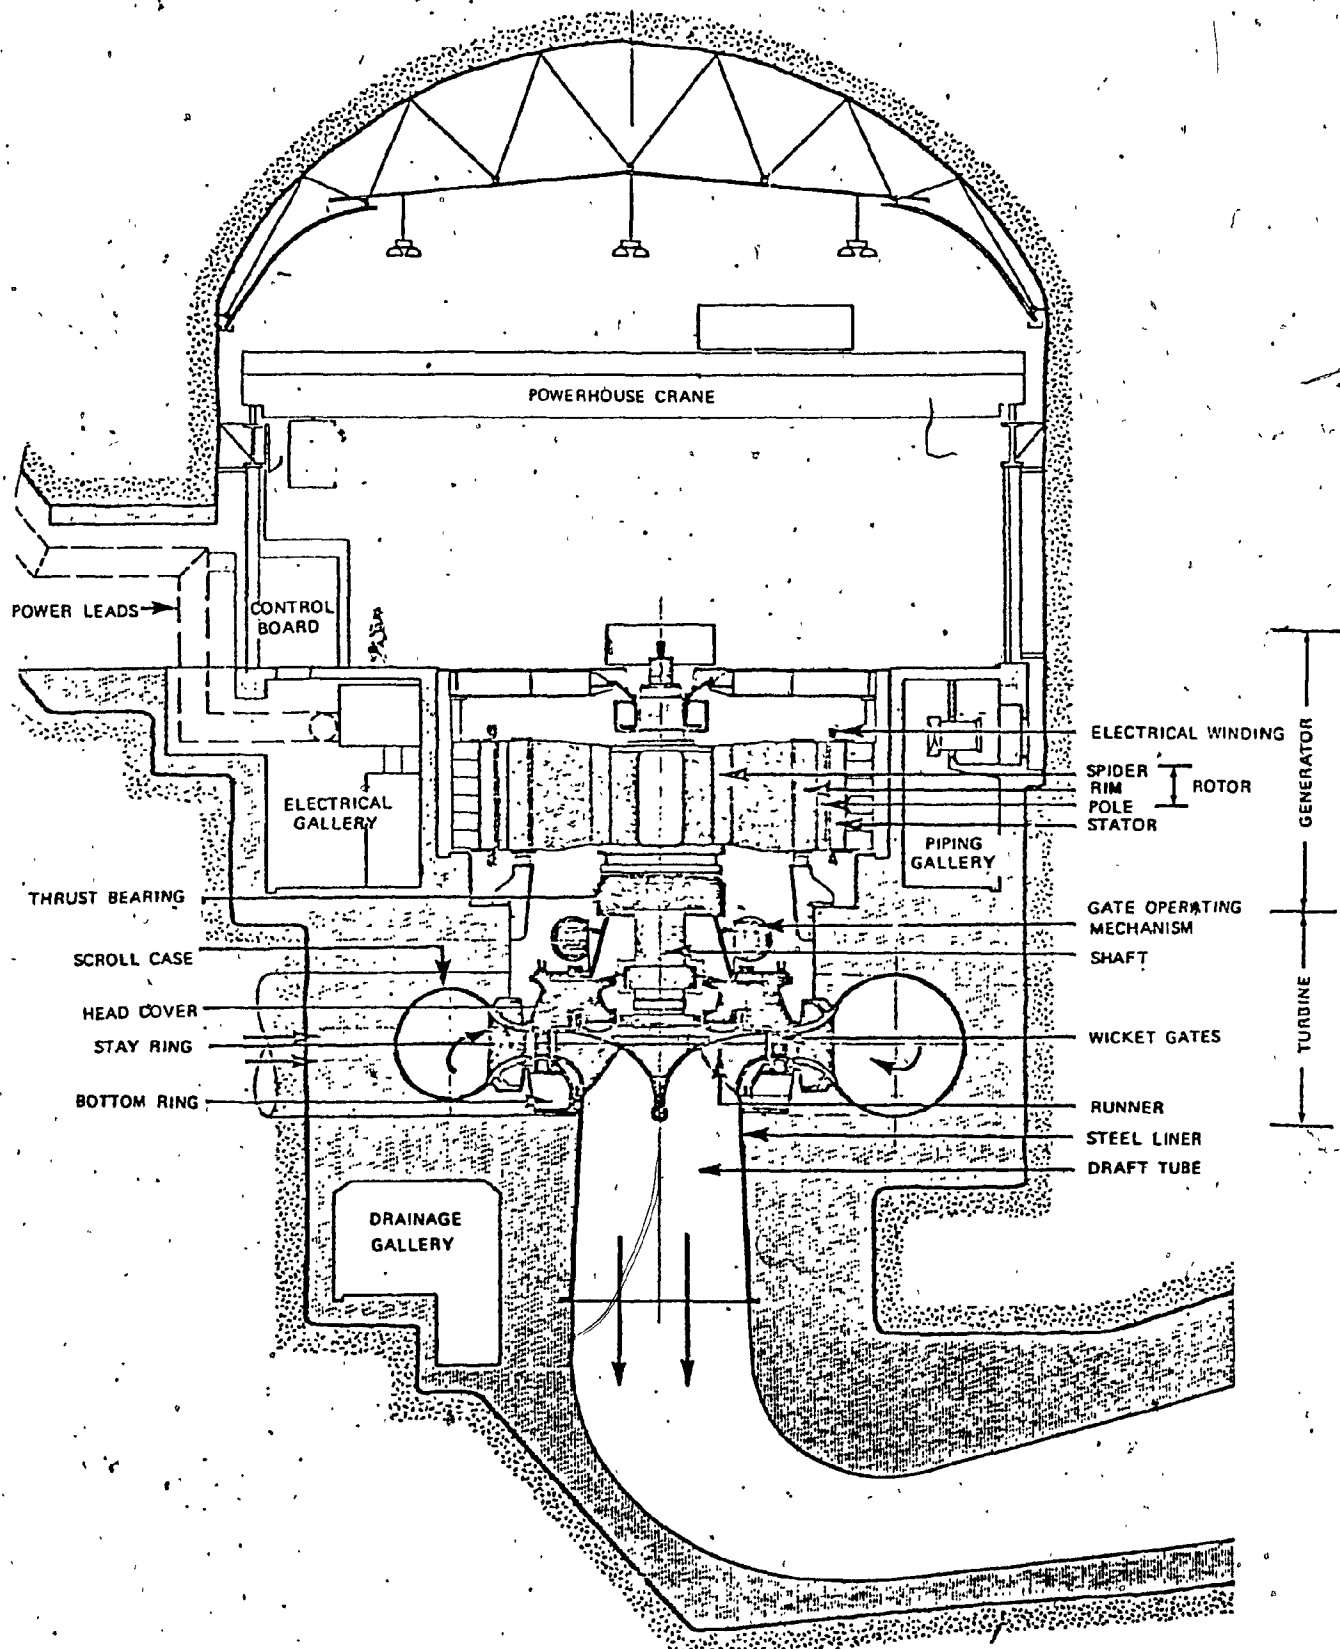 POWERHOUSE CRANE
POWER LEADS
CONTROL
BOARD
ELECTRICAL WINDING
SPIDER
RIM
POLE
ROTOR
STATOR
GENERATOR
ELECTRICAL
GALLERY
PIPING
GALLERY
THRUST BEARING
GATE OPERATING
MECHANISM
SCROLL CASE
SHAFT
HEAD COVER
STAY RING
WICKET GATES
TURBINE
BOTTOM RING
RUNNER
STEEL LINER
DRAFT TUBE
DRAINAGE
GALLERY